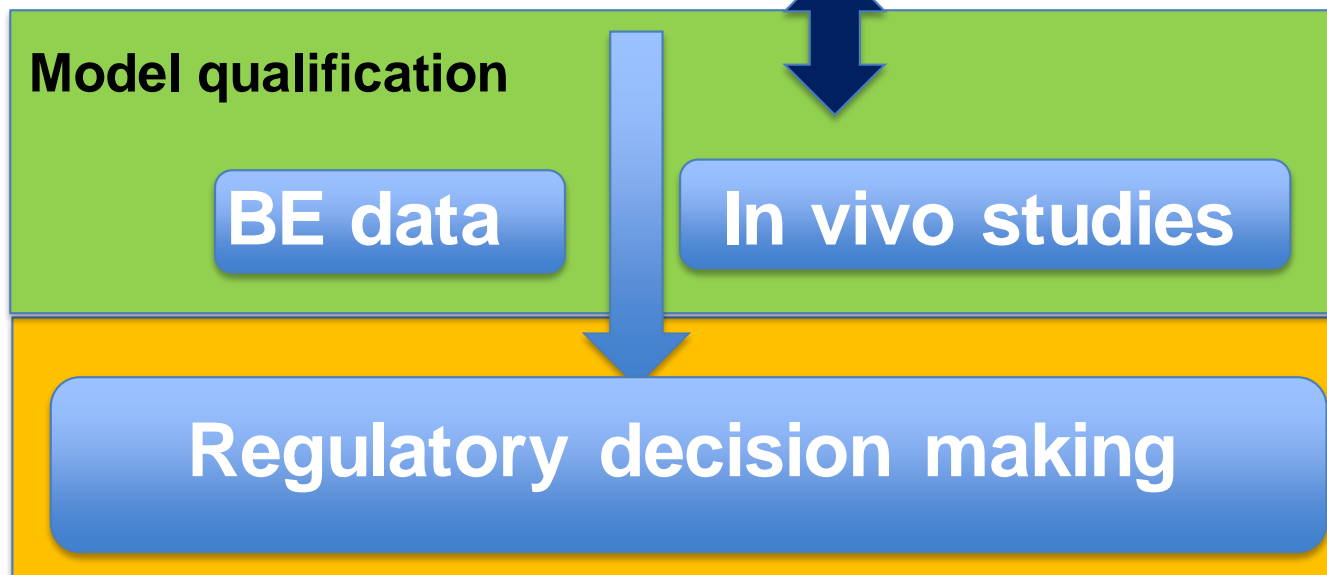 Model qualification
BE data
In vivo studies
Regulatory decision making